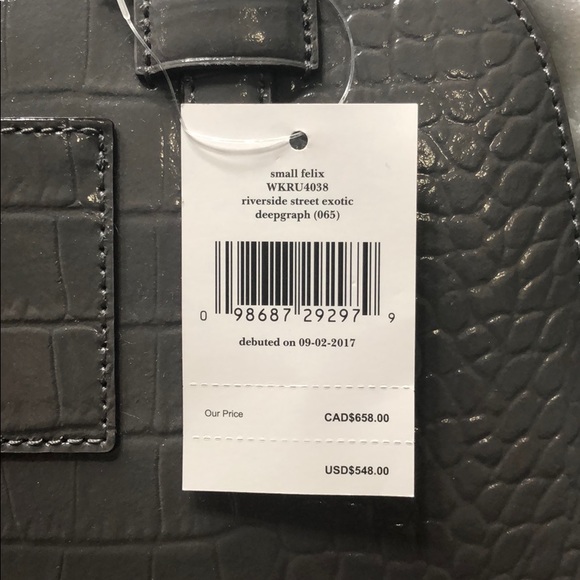 small felix
WKRU4038
riverside street exotic
deepgraph (065)
0 98687 29297 9
debuted on 09-02-2017
Our Price CAD$658.00
USD$548.00